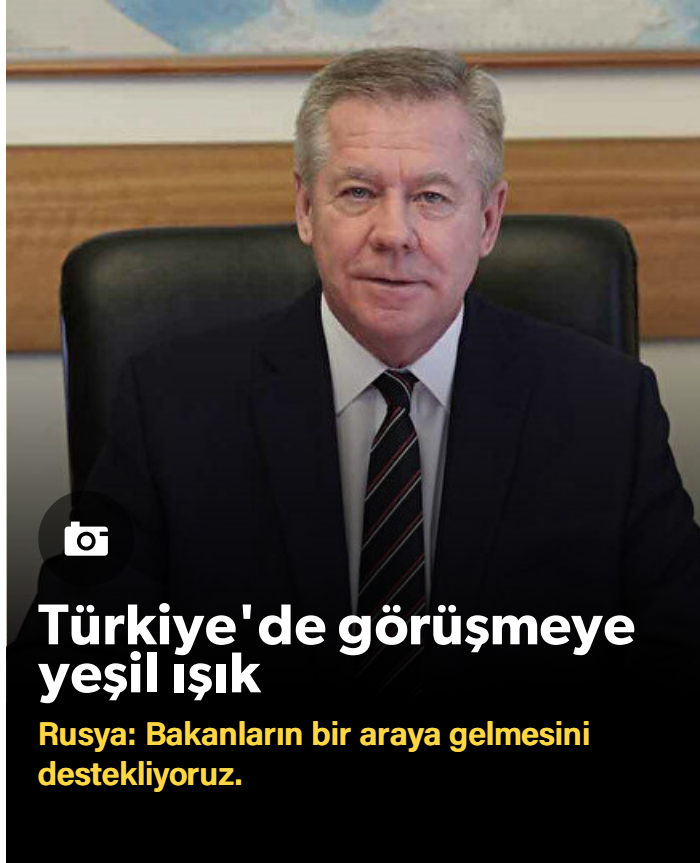 Türkiye'de görüşmeye
yeşil ışık
Rusya: Bakanların bir araya gelmesini
destekliyoruz.